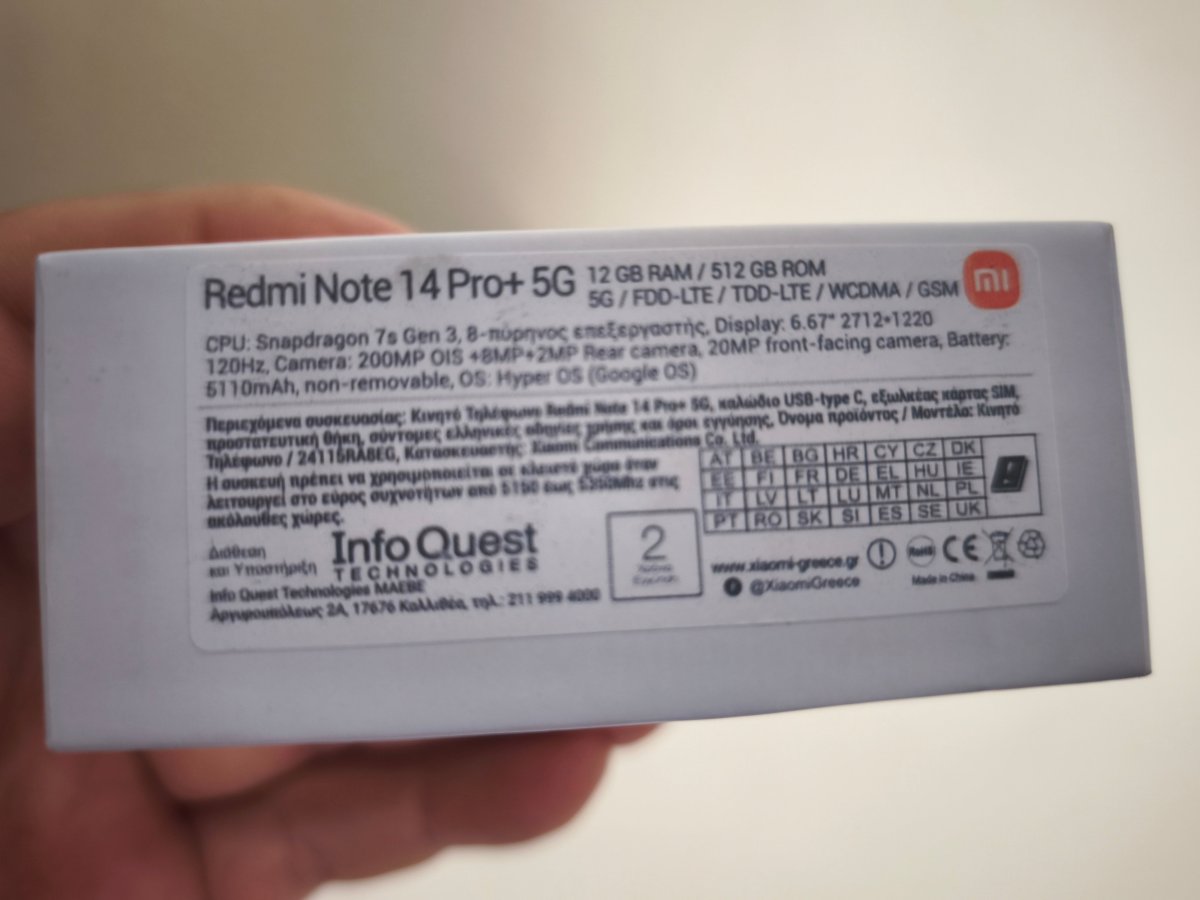 Redmi Note 14 Pro+ 5G
12 GB RAM / 512 GB ROM
5G / FDD-LTE / TDD-LTE / WCDMA / GSM
CPU: Snapdragon 7s Gen 3, 8-πύρηνος επεξεργαστής, Display: 6.67" 2712*1220
120Hz, Camera: 200MP OIS +8MP+2MP Rear camera, 20MP front-facing camera, Battery:
5110mAh, non-removable, OS: Hyper OS (Google OS)
Περιεχόμενα συσκευασίας: Κινητό Τηλέφωνο Redmi Note 14 Pro+ 5G, καλώδιο USB-type C, εξωλκέας κάρτας SIM,
προστατευτική θήκη, σύντομες ελληνικές οδηγίες χρήσης και όροι εγγύησης, Όνομα προϊόντος / Μοντέλο: Κινητό
Τηλέφωνο / 24115RA8EG, Κατασκευαστής: Xiaomi Communications Co. Ltd.
Η συσκευή πρέπει να χρησιμοποιείται σε κλειστό χώρο όταν
λειτουργεί στο εύρος συχνοτήτων από 5150 έως 5350Mhz στις
ακόλουθες χώρες.
AT BE BG HR CY CZ DK
EE FI FR DE EL HU IE
IT LV LT LU MT NL PL
PT RO SK SI ES SE UK
Διάθεση
και Υποστήριξη
Info Quest
TECHNOLOGIES
Info Quest Technologies ΜΑΕΒΕ
Αργυρουπόλεως 2Α, 17676 Καλλιθέα, τηλ.: 211 999 4000
2
Χρόνια
Εγγύηση
www.xiaomi-greece.gr
@XiaomiGreece
RoHS
CE
Made in China